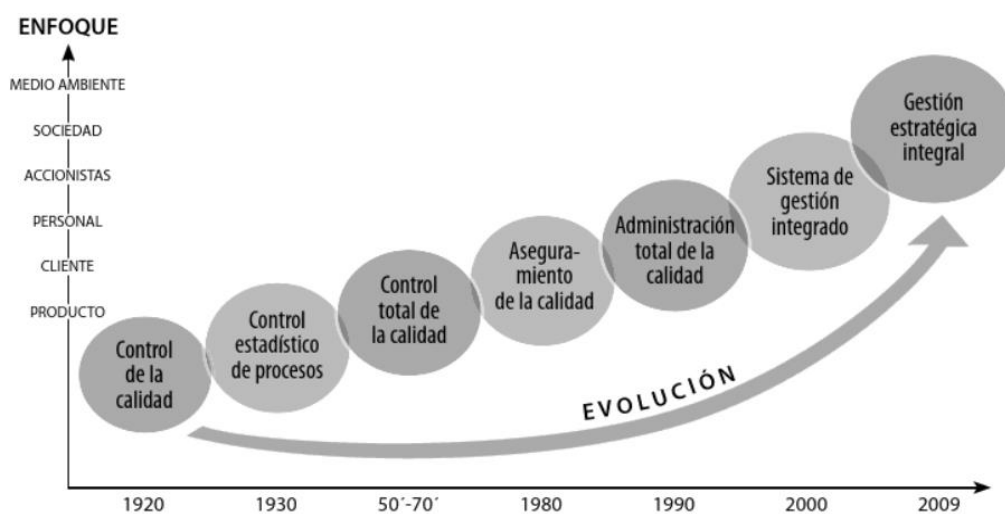 ENFOQUE
MEDIO AMBIENTE
SOCIEDAD
ACCIONISTAS
PERSONAL
CLIENTE
PRODUCTO
Control
de la
calidad
Control
estadístico
de procesos
Control
total de
la calidad
Asegura-
miento
de la calidad
Administración
total de la
calidad
Sistema de
gestión
integrado
Gestión
estratégica
integral
EVOLUCIÓN
1920
1930
50´-70´
1980
1990
2000
2009